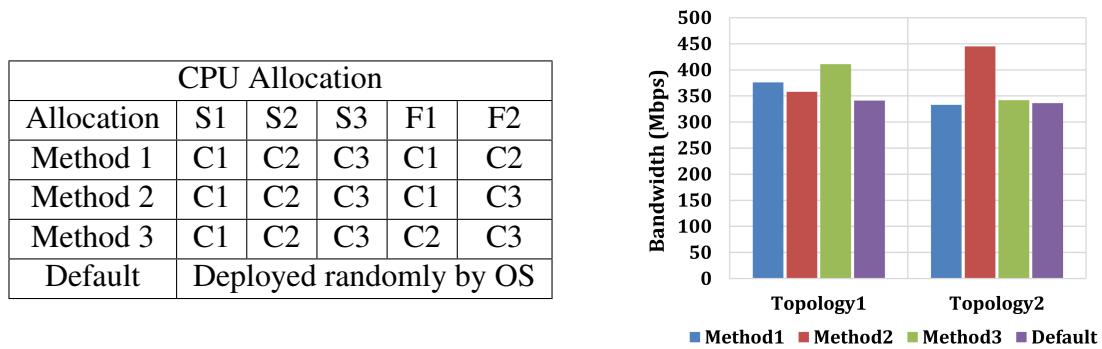 CPU Allocation
Allocation S1 S2 S3 F1 F2
Method 1 C1 C2 C3 C1 C2
Method 2 C1 C2 C3 C1 C3
Method 3 C1 C2 C3 C2 C3
Default Deployed randomly by OS
Bandwidth (Mbps)
500
450
400
350
300
250
200
150
100
50
0
Topology1 Topology2
Method1 Method2 Method3 Default